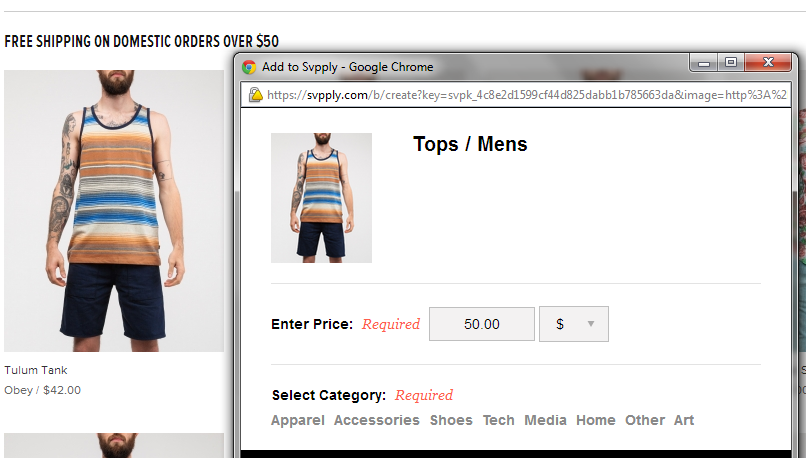 FREE SHIPPING ON DOMESTIC ORDERS OVER $50
Add to Svpply - Google Chrome
https://svpply.com/b/create?key=svpk_4c8e2d1599cf44d825dabb1b785663da&image=http%3A%2
Tops / Mens
Enter Price: Required 50.00 $
Tulum Tank
Obey / $42.00
Select Category: Required
Apparel Accessories Shoes Tech Media Home Other Art